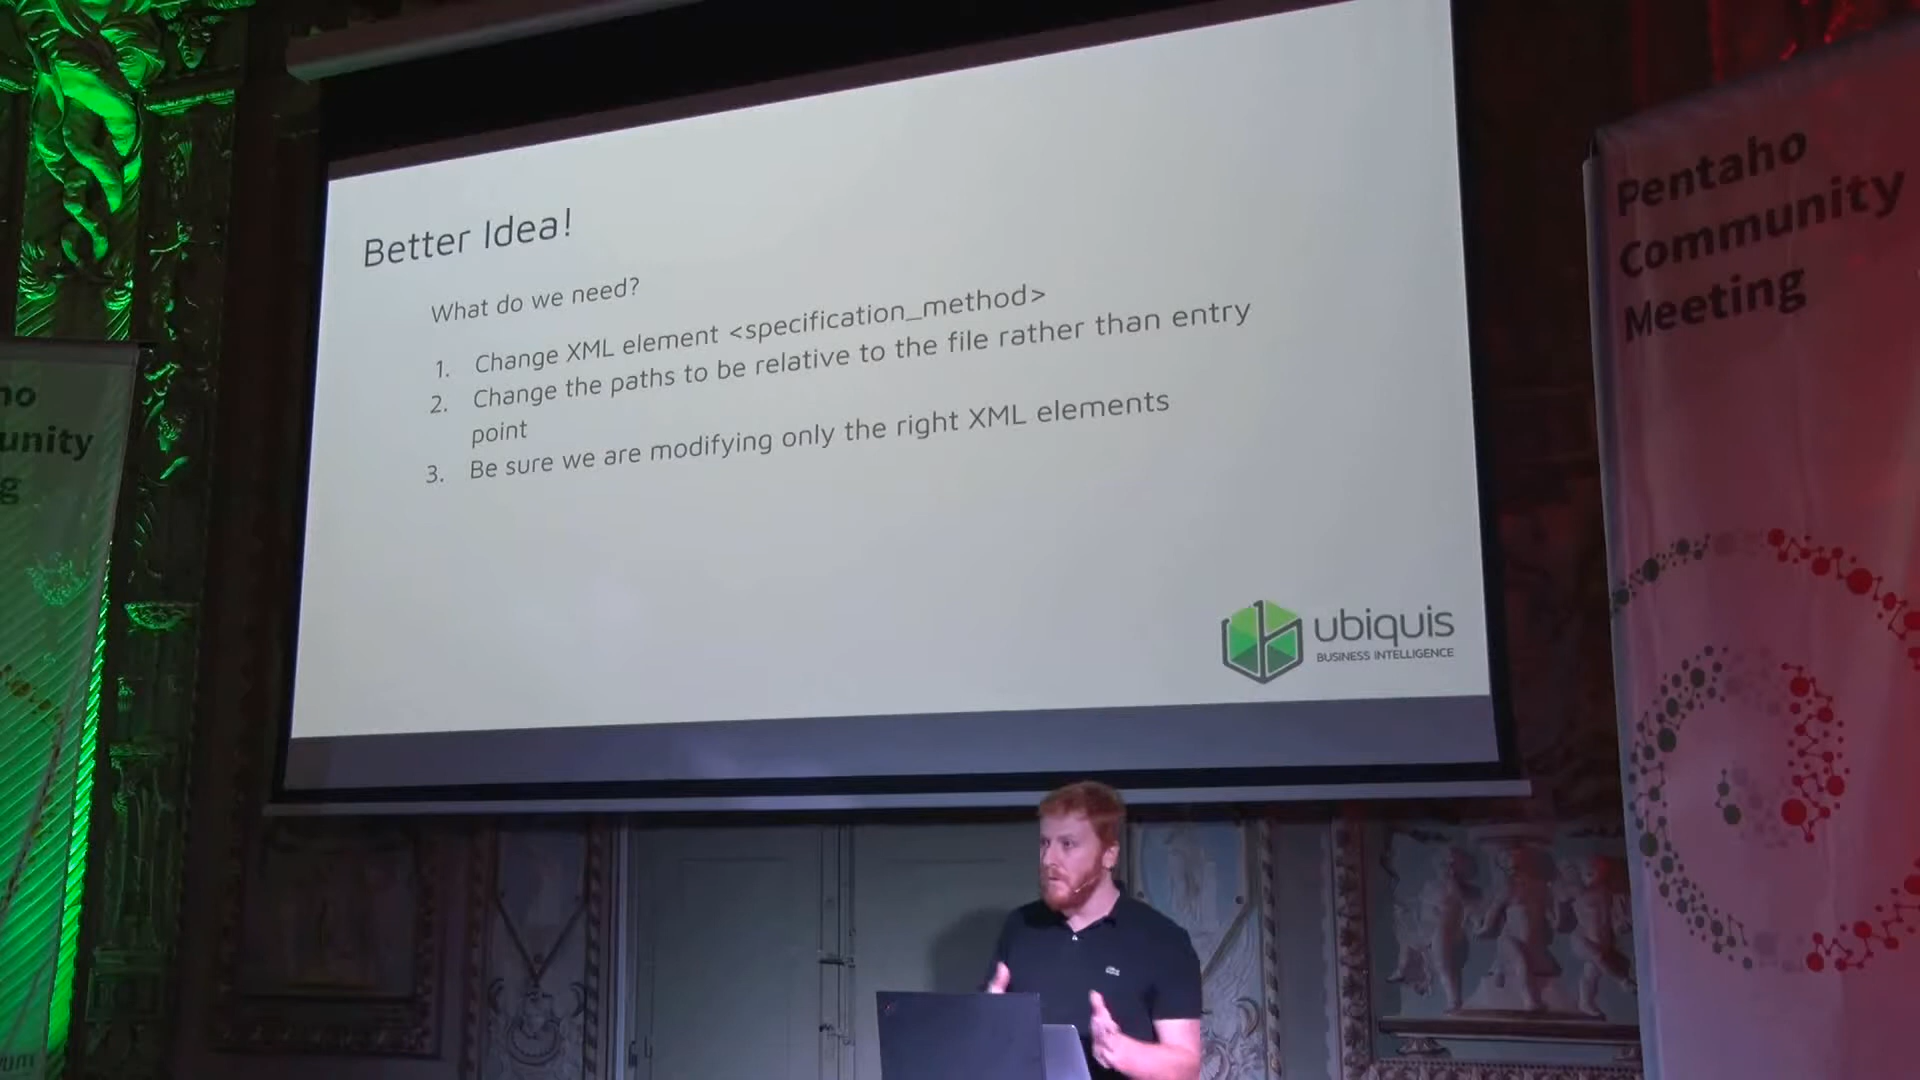 Better Idea!
What do we need?
1. Change XML element <specification_method>
2. Change the paths to be relative to the file rather than entry
point
3. Be sure we are modifying only the right XML elements
ubiquis
BUSINESS INTELLIGENCE
Pentaho
Community
Meeting
ho
unity
g